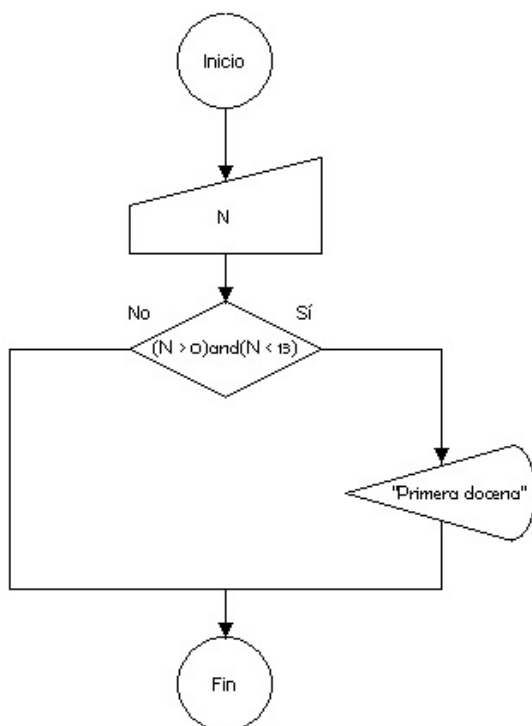 Inicio
N
No
Sí
(N > 0)and(N < 13)
"Primera docena"
Fin